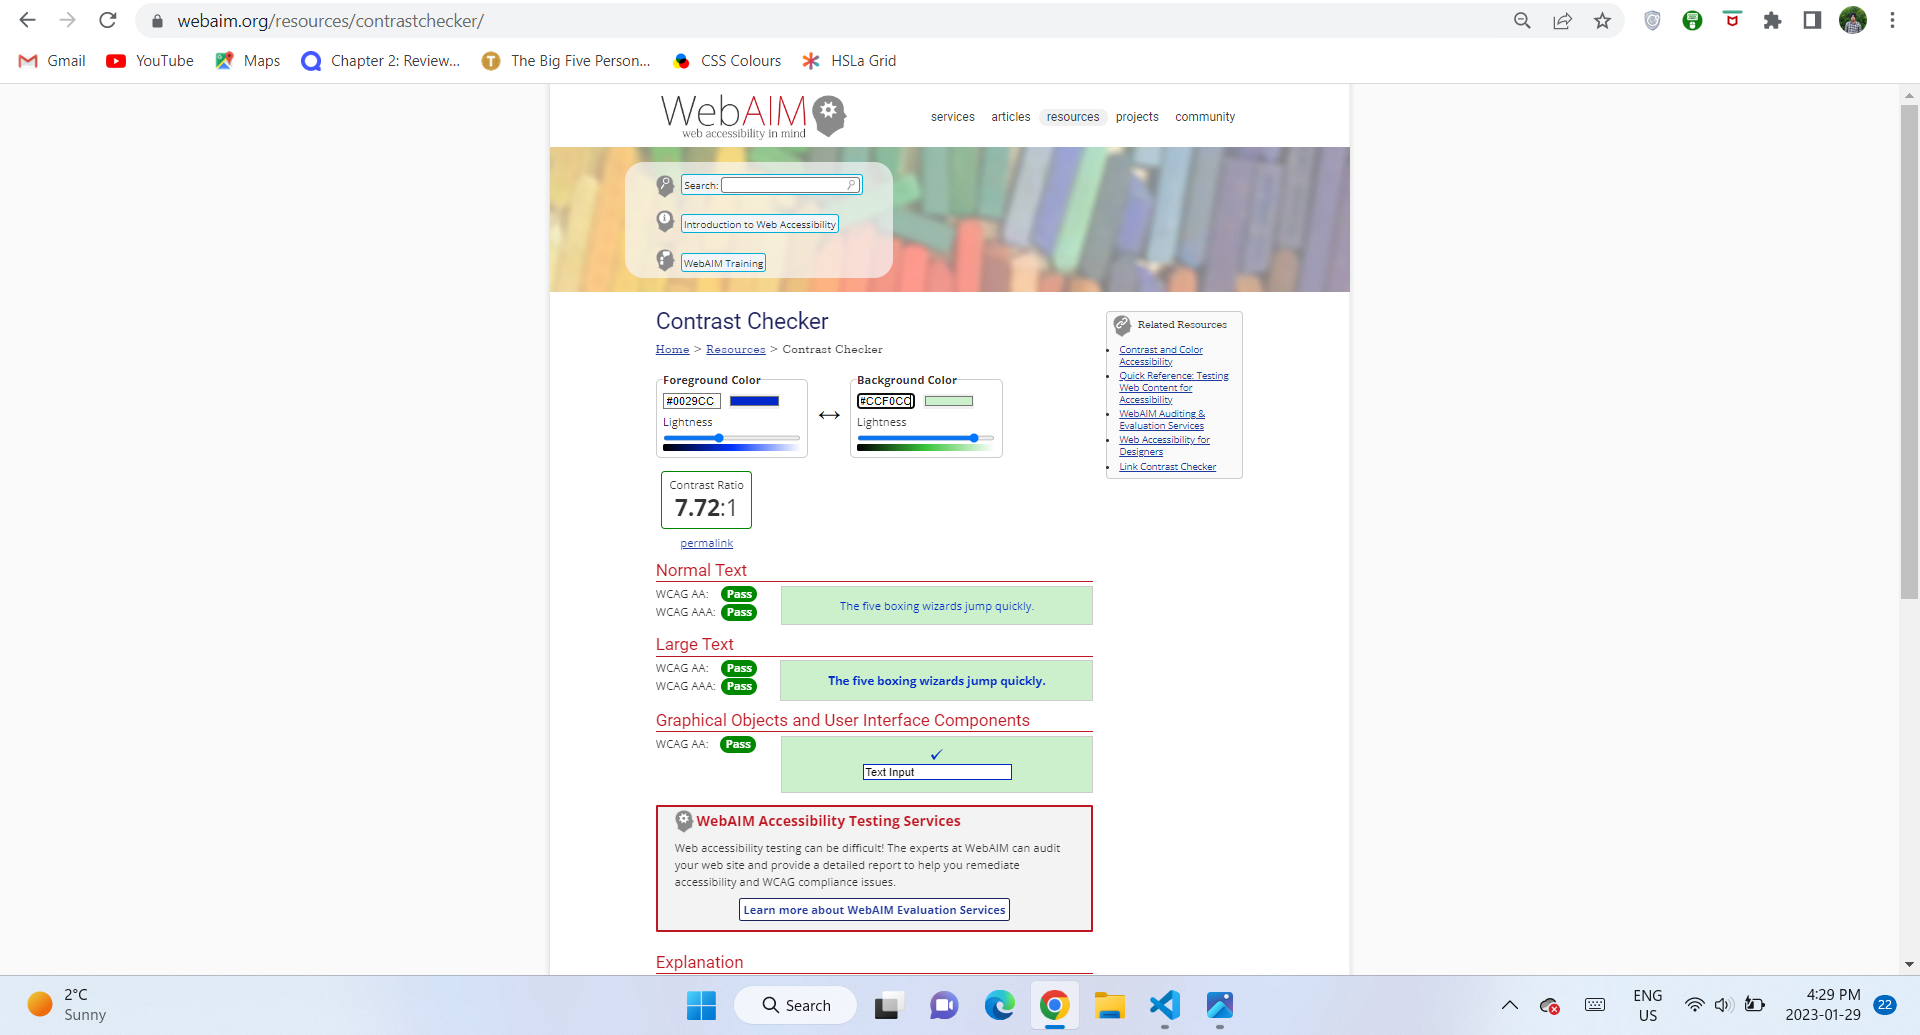 webaim.org/resources/contrastchecker/
Gmail YouTube Maps Chapter 2: Review... The Big Five Person... CSS Colours HSLa Grid
WebAIM
web accessibility in mind
services articles resources projects community
Search:
Introduction to Web Accessibility
WebAIM Training
Contrast Checker
Home > Resources > Contrast Checker
Foreground Color
#0029CC
Lightness
Background Color
#CCF0CC
Lightness
Contrast Ratio
7.72:1
permalink
Related Resources
Contrast and Color
Accessibility
Quick Reference: Testing
Web Content for
Accessibility
WebAIM Auditing &
Evaluation Services
Web Accessibility for
Designers
Link Contrast Checker
Normal Text
WCAG AA: Pass
WCAG AAA: Pass
The five boxing wizards jump quickly.
Large Text
WCAG AA: Pass
WCAG AAA: Pass
The five boxing wizards jump quickly.
Graphical Objects and User Interface Components
WCAG AA: Pass
✓
Text Input
WebAIM Accessibility Testing Services
Web accessibility testing can be difficult! The experts at WebAIM can audit
your web site and provide a detailed report to help you remediate
accessibility and WCAG compliance issues.
Learn more about WebAIM Evaluation Services
Explanation
2°C
Sunny
Search
ENG
US
4:29 PM
2023-01-29
22